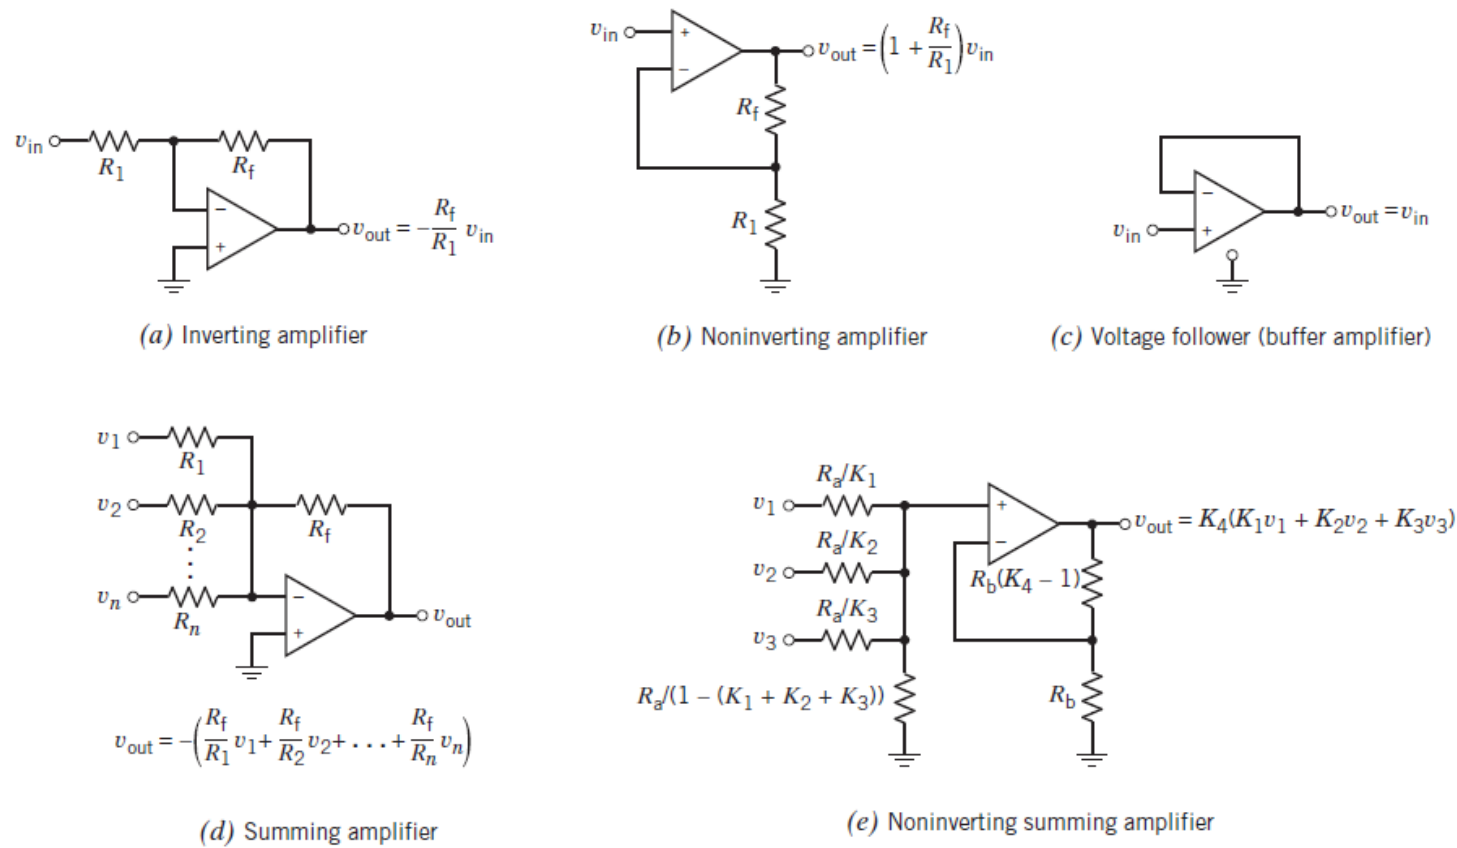 v_in
R_1
R_f
−
+
v_out = −(R_f/R_1) v_in
(a) Inverting amplifier
v_in
+
−
v_out = (1 + R_f/R_1) v_in
R_f
R_1
(b) Noninverting amplifier
−
+
v_in
v_out = v_in
(c) Voltage follower (buffer amplifier)
v_1
R_1
v_2
R_2
R_f
v_n
R_n
−
+
v_out
v_out = −(R_f/R_1 v_1 + R_f/R_2 v_2 + . . . + R_f/R_n v_n)
(d) Summing amplifier
R_a/K_1
v_1
R_a/K_2
v_2
R_a/K_3
v_3
R_a/(1 − (K_1 + K_2 + K_3))
+
−
v_out = K_4(K_1v_1 + K_2v_2 + K_3v_3)
R_b(K_4 − 1)
R_b
(e) Noninverting summing amplifier